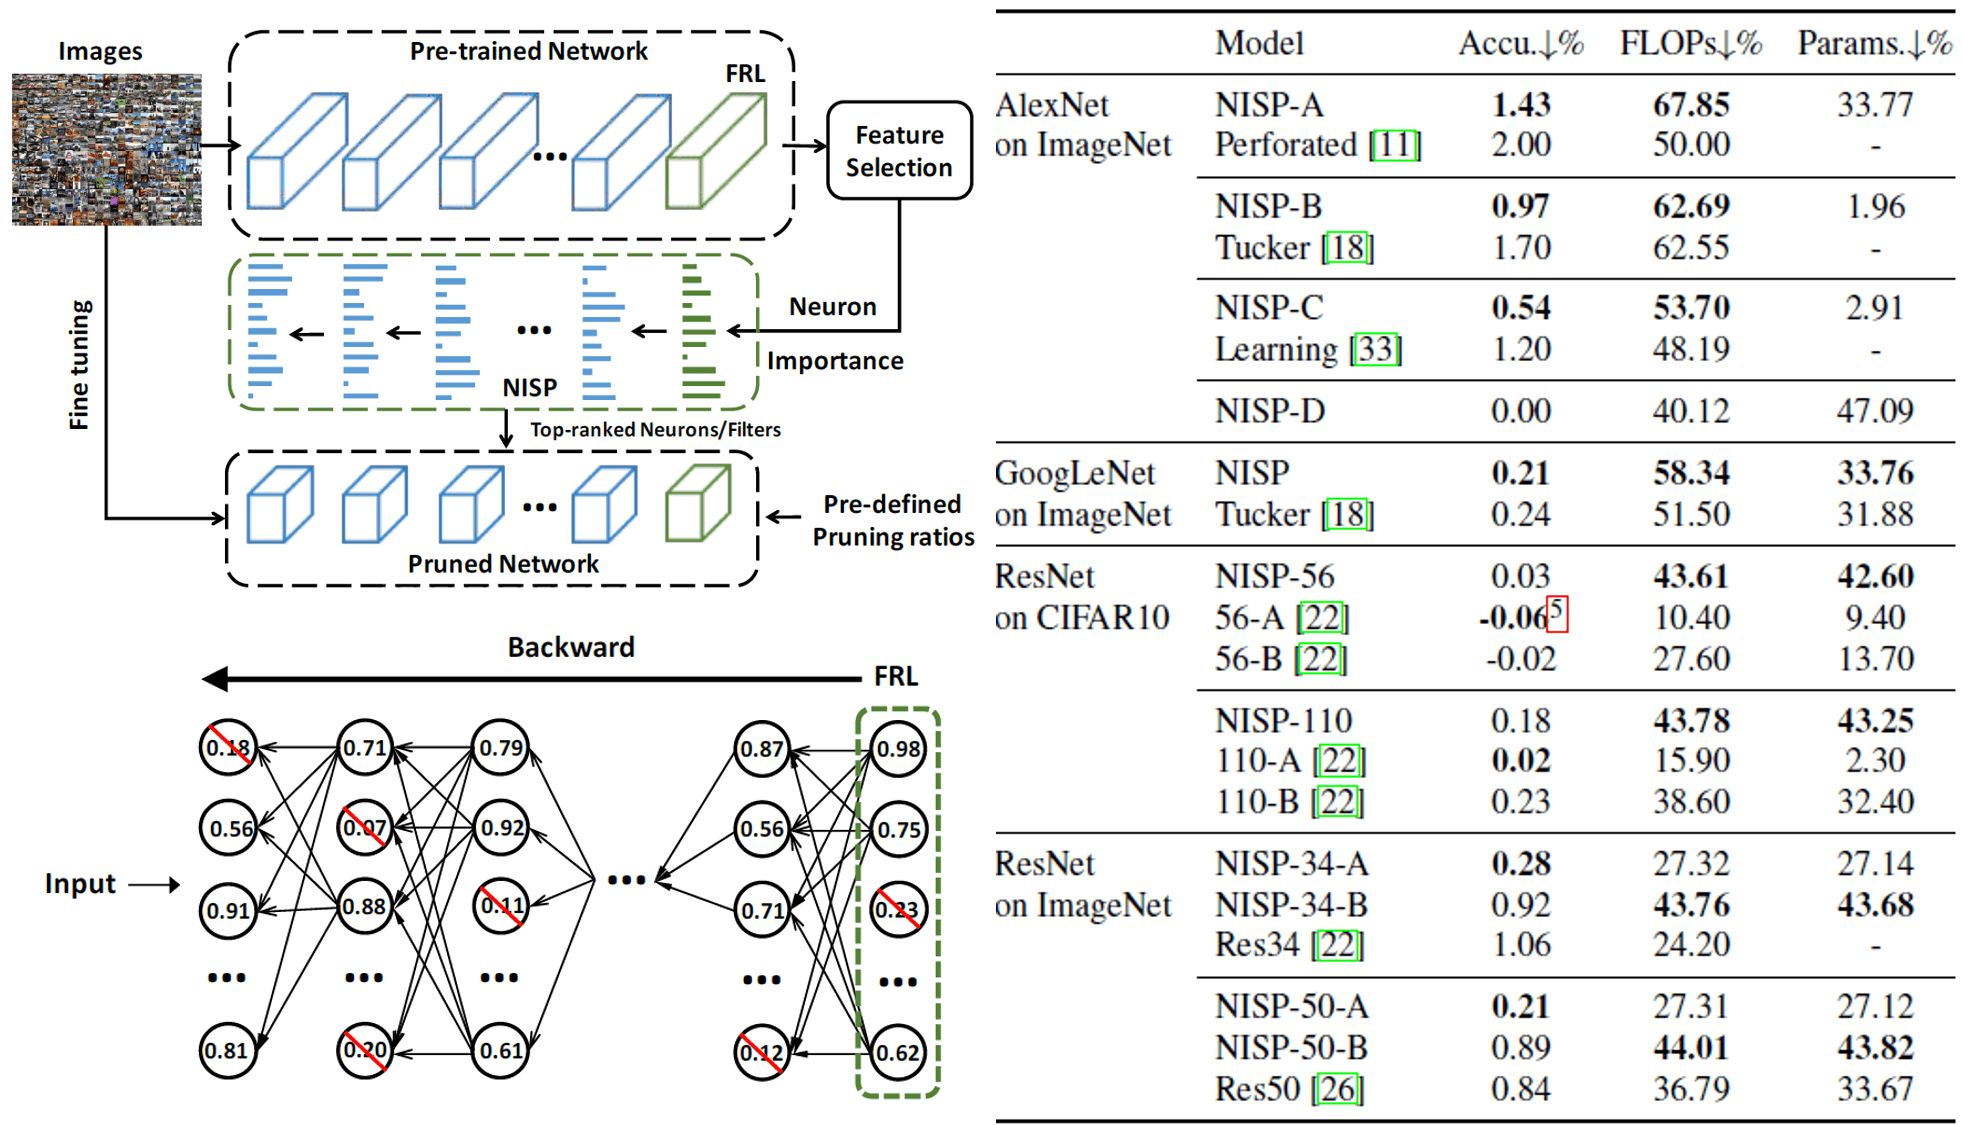 Images
Pre-trained Network
FRL
Feature
Selection
Neuron
Importance
NISP
Fine tuning
Top-ranked Neurons/Filters
Pre-defined
Pruning ratios
Pruned Network
Backward
FRL
0.18 0.71 0.79 0.87 0.98
0.56 0.07 0.92 ... 0.56 0.75
Input
0.91 0.88 0.11 0.71 0.23
... ... ... ... ...
0.81 0.20 0.61 0.12 0.62
Model Accu.↓% FLOPs↓% Params.↓%
AlexNet NISP-A 1.43 67.85 33.77
on ImageNet Perforated [11] 2.00 50.00 -
NISP-B 0.97 62.69 1.96
Tucker [18] 1.70 62.55 -
NISP-C 0.54 53.70 2.91
Learning [33] 1.20 48.19 -
NISP-D 0.00 40.12 47.09
GoogLeNet NISP 0.21 58.34 33.76
on ImageNet Tucker [18] 0.24 51.50 31.88
ResNet NISP-56 0.03 43.61 42.60
on CIFAR10 56-A [22] -0.06 5 10.40 9.40
56-B [22] -0.02 27.60 13.70
NISP-110 0.18 43.78 43.25
110-A [22] 0.02 15.90 2.30
110-B [22] 0.23 38.60 32.40
ResNet NISP-34-A 0.28 27.32 27.14
on ImageNet NISP-34-B 0.92 43.76 43.68
Res34 [22] 1.06 24.20 -
NISP-50-A 0.21 27.31 27.12
NISP-50-B 0.89 44.01 43.82
Res50 [26] 0.84 36.79 33.67